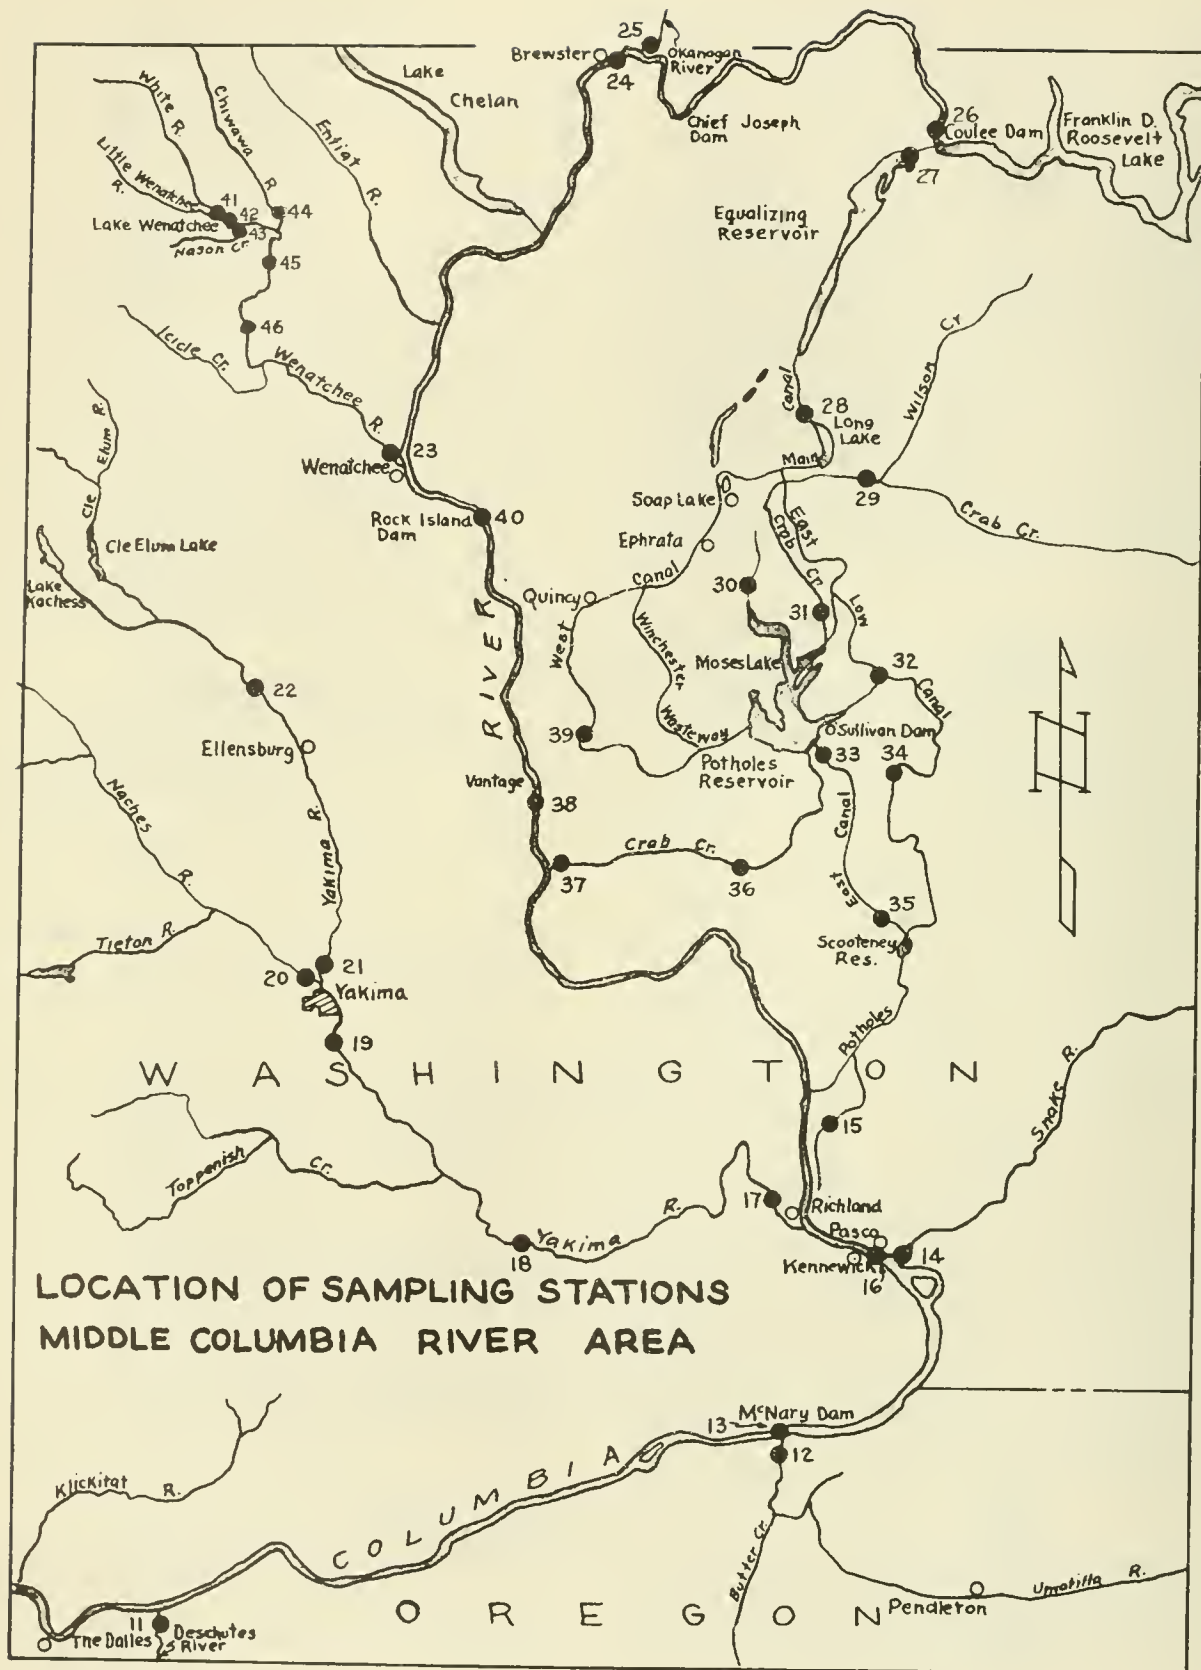 25
Brewster
24
Okanogan
River
Lake
Chelan
Chief Joseph
Dam
26
Coulee Dam
Franklin D.
Roosevelt
Lake
27
White R.
Chiwawa R
Entiat R.
Little Wenatchee
R.
41
42
43
44
Lake Wenatchee
Nason Cr.
45
46
Equalizing
Reservoir
Icicle Cr.
Wenatchee R.
Canal
28
Long
Lake
Wilson Cr
23
Wenatchee
Main
29
Cle Elum R.
Soap Lake
Rock Island
Dam
40
East
Crab Cr.
Crab Cr.
Ephrata
Cle Elum Lake
Lake
Kachess
Canal
30
Quincy
31
Low
RIVER
West
Winchester
Moses Lake
32
Canal
22
Wasteway
Ellensburg
39
O'Sullivan Dam
33
34
Potholes
Reservoir
Vantage
38
Naches R.
Yakima R.
Canal
Crab Cr.
37
36
East
35
Tieton R.
Scooteney
Res.
20
21
Yakima
19
Potholes
WASHINGTON
Snake R.
15
Toppenish Cr.
17
Richland
R.
Pasco
18
Yakima
Kennewick
16
14
LOCATION OF SAMPLING STATIONS
MIDDLE COLUMBIA RIVER AREA
13
McNary Dam
12
Klickitat R.
COLUMBIA
Butter Cr.
Umatilla R.
OREGON
Pendleton
11
The Dalles
Deschutes
River